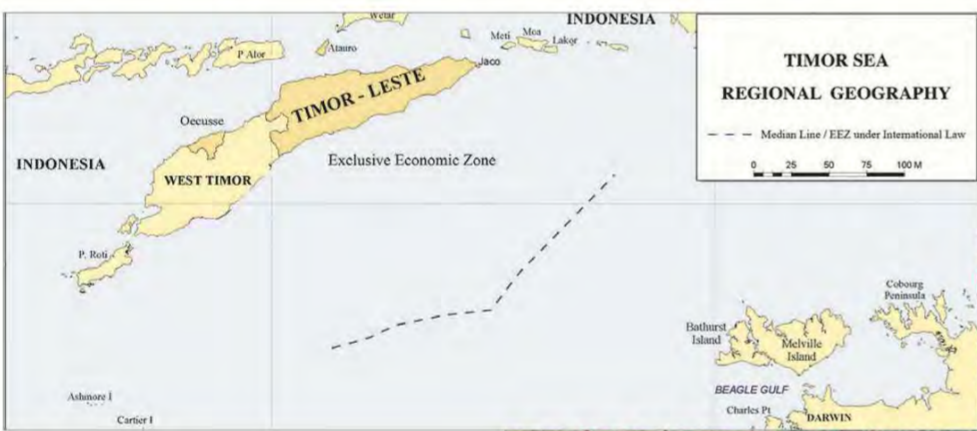 Wetar
INDONESIA
Meti
Moa
Lakor
P Alor
Atauro
Jaco
TIMOR - LESTE
Oecusse
INDONESIA
WEST TIMOR
Exclusive Economic Zone
P. Roti
Ashmore I
Cartier I
TIMOR SEA
REGIONAL GEOGRAPHY
Median Line / EEZ under International Law
0 25 50 75 100 M
Cobourg
Peninsula
Bathurst
Island
Melville
Island
BEAGLE GULF
Charles Pt
DARWIN